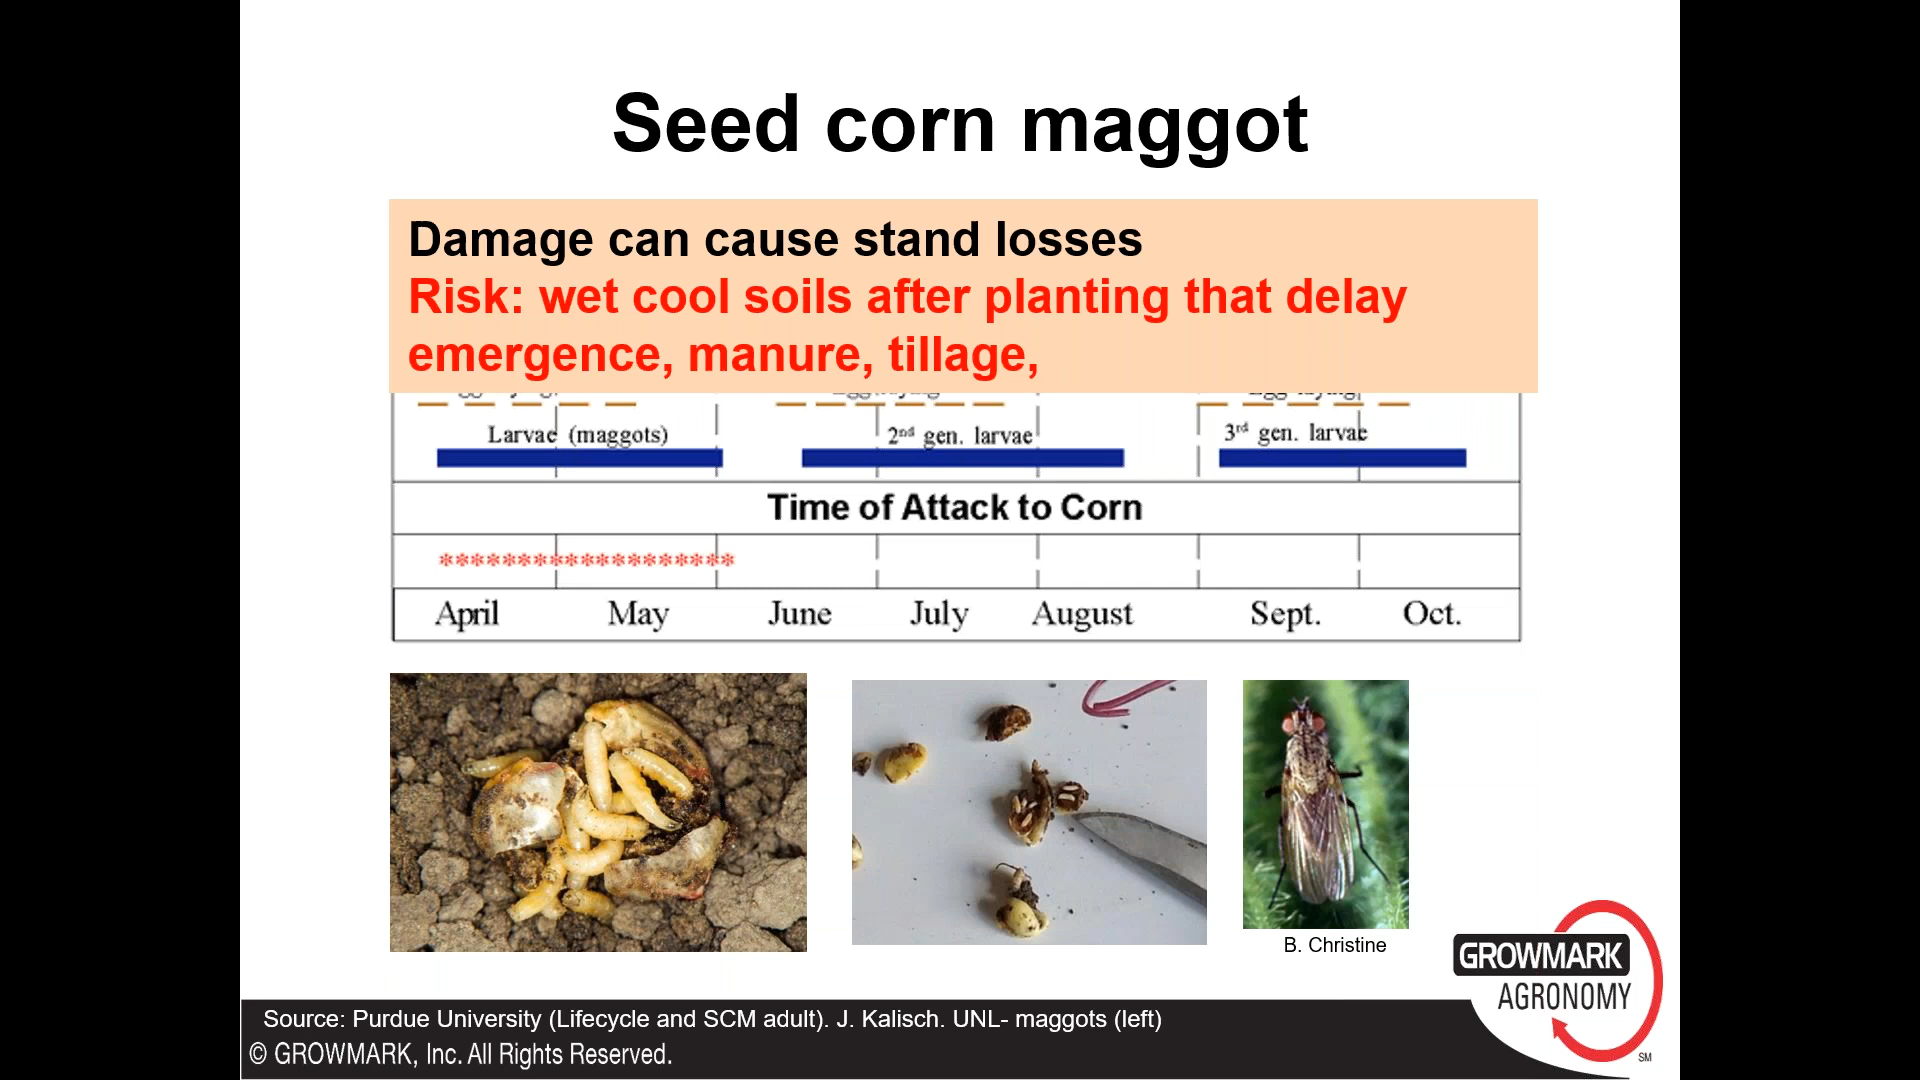 Seed corn maggot
Damage can cause stand losses
Risk: wet cool soils after planting that delay
emergence, manure, tillage,
Larvae (maggots) 2nd gen. larvae 3rd gen. larvae
Time of Attack to Corn
*******************
April May June July August Sept. Oct.
B. Christine
GROWMARK
AGRONOMY
SM
Source: Purdue University (Lifecycle and SCM adult). J. Kalisch. UNL- maggots (left)
© GROWMARK, Inc. All Rights Reserved.